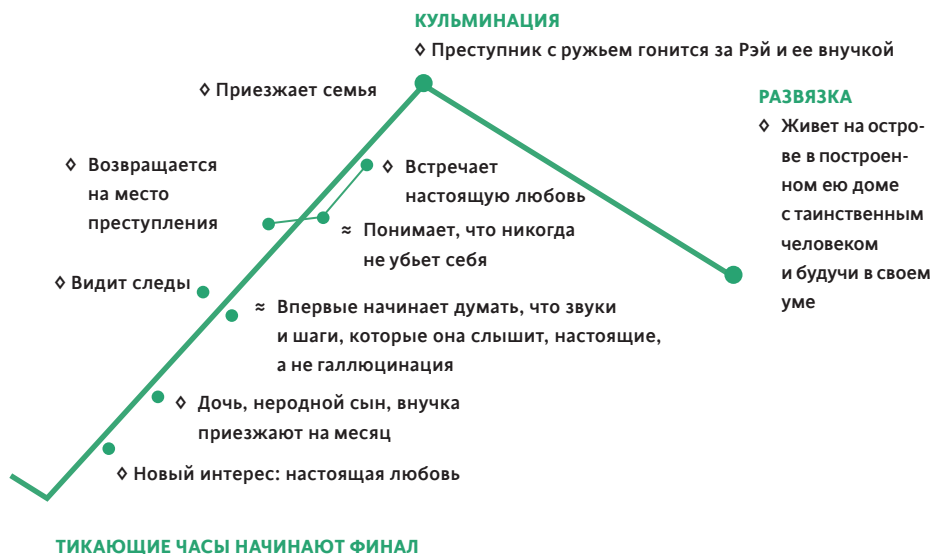 КУЛЬМИНАЦИЯ
◊ Преступник с ружьем гонится за Рэй и ее внучкой
◊ Приезжает семья
РАЗВЯЗКА
◊ Живет на остро-
ве в построен-
ном ею доме
с таинственным
человеком
и будучи в своем
уме
◊ Возвращается
на место
преступления
◊ Встречает
настоящую любовь
≈ Понимает, что никогда
не убьет себя
◊ Видит следы
≈ Впервые начинает думать, что звуки
и шаги, которые она слышит, настоящие,
а не галлюцинация
◊ Дочь, неродной сын, внучка
приезжают на месяц
◊ Новый интерес: настоящая любовь
ТИКАЮЩИЕ ЧАСЫ НАЧИНАЮТ ФИНАЛ